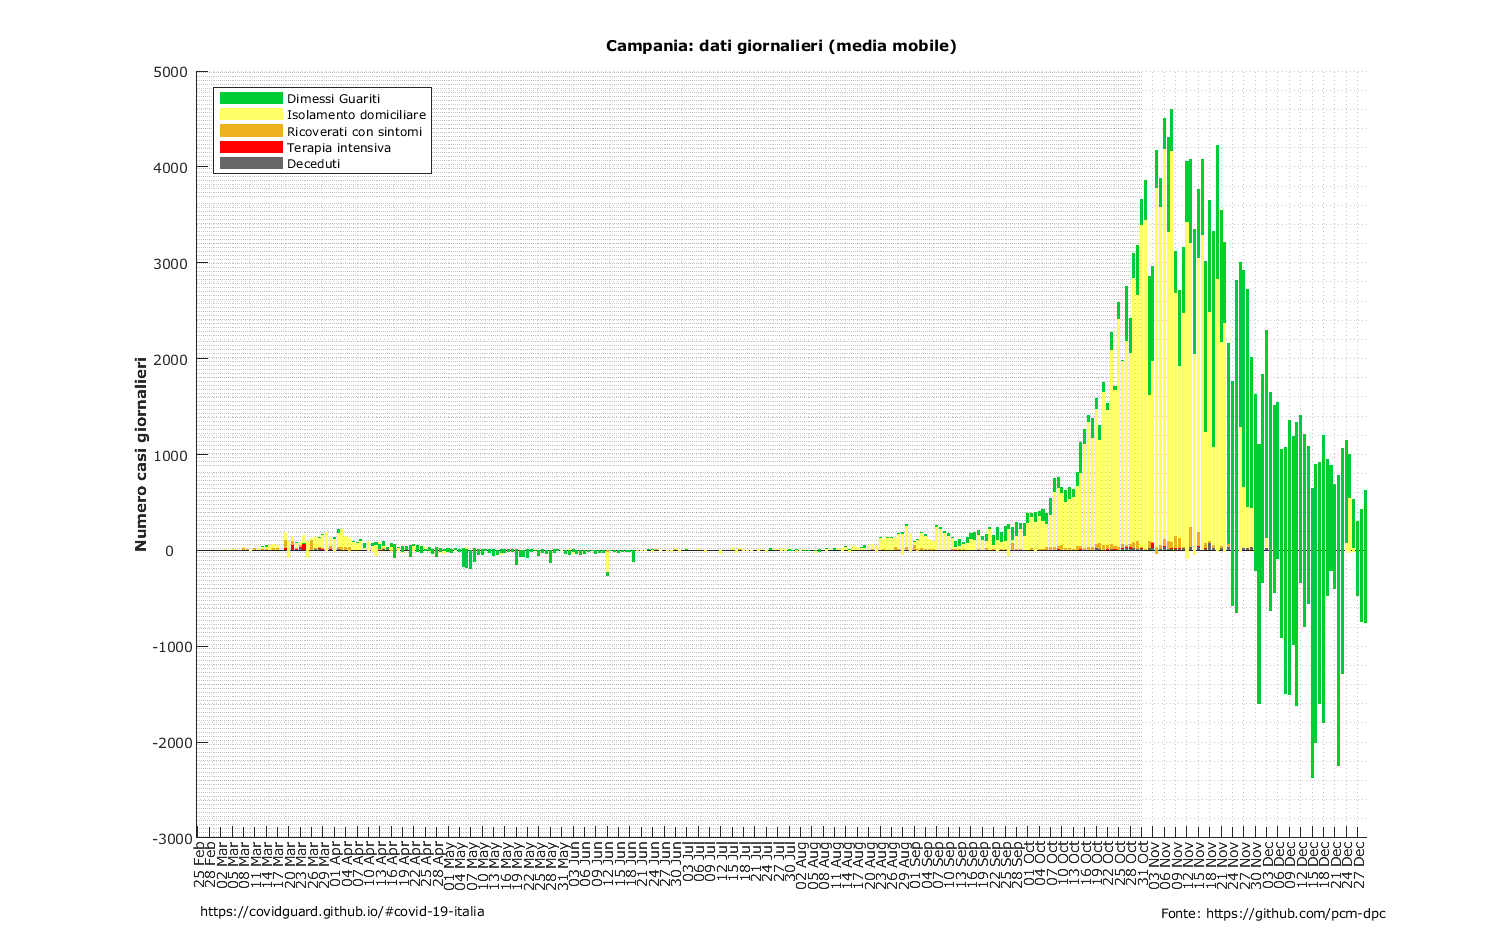 Campania: dati giornalieri (media mobile)
5000
4000
3000
2000
1000
0
-1000
-2000
-3000
Numero casi giornalieri
Dimessi Guariti
Isolamento domiciliare
Ricoverati con sintomi
Terapia intensiva
Deceduti
25 Feb
28 Feb
02 Mar
05 Mar
08 Mar
11 Mar
14 Mar
17 Mar
20 Mar
23 Mar
26 Mar
29 Mar
01 Apr
04 Apr
07 Apr
10 Apr
13 Apr
16 Apr
19 Apr
22 Apr
25 Apr
28 Apr
01 May
04 May
07 May
10 May
13 May
16 May
19 May
22 May
25 May
28 May
31 May
03 Jun
06 Jun
09 Jun
12 Jun
15 Jun
18 Jun
21 Jun
24 Jun
27 Jun
30 Jun
03 Jul
06 Jul
09 Jul
12 Jul
15 Jul
18 Jul
21 Jul
24 Jul
27 Jul
30 Jul
02 Aug
05 Aug
08 Aug
11 Aug
14 Aug
17 Aug
20 Aug
23 Aug
26 Aug
29 Aug
01 Sep
04 Sep
07 Sep
10 Sep
13 Sep
16 Sep
19 Sep
22 Sep
25 Sep
28 Sep
01 Oct
04 Oct
07 Oct
10 Oct
13 Oct
16 Oct
19 Oct
22 Oct
25 Oct
28 Oct
31 Oct
03 Nov
06 Nov
09 Nov
12 Nov
15 Nov
18 Nov
21 Nov
24 Nov
27 Nov
30 Nov
03 Dec
06 Dec
09 Dec
12 Dec
15 Dec
18 Dec
21 Dec
24 Dec
27 Dec
https://covidguard.github.io/#covid-19-italia
Fonte: https://github.com/pcm-dpc